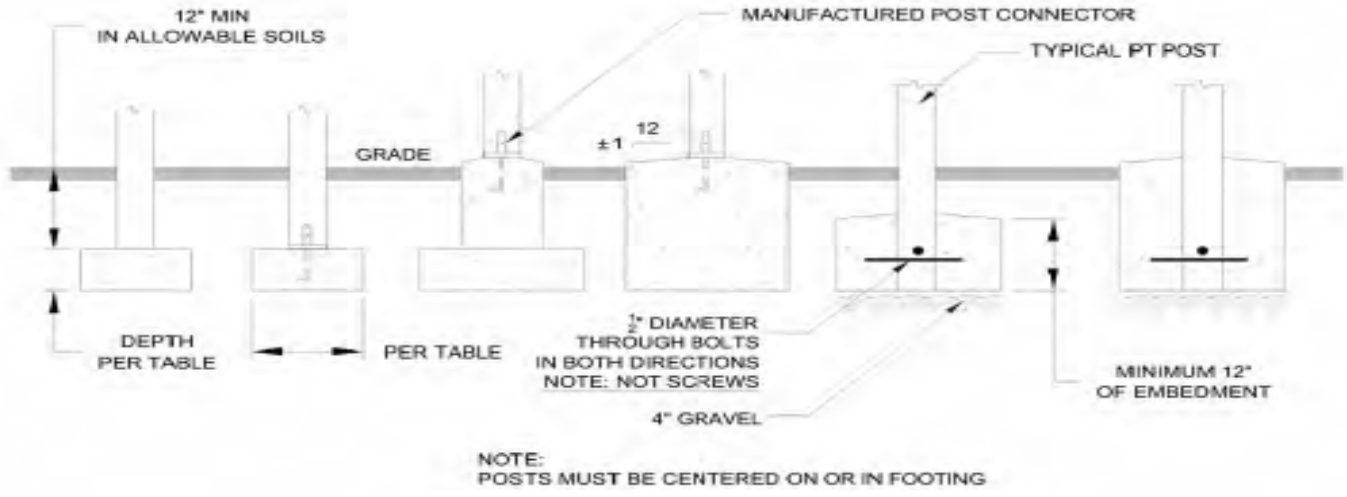 12" MIN
IN ALLOWABLE SOILS
MANUFACTURED POST CONNECTOR
TYPICAL PT POST
GRADE
±1
12
DEPTH
PER TABLE
PER TABLE
½" DIAMETER
THROUGH BOLTS
IN BOTH DIRECTIONS
NOTE: NOT SCREWS
4" GRAVEL
MINIMUM 12"
OF EMBEDMENT
NOTE:
POSTS MUST BE CENTERED ON OR IN FOOTING